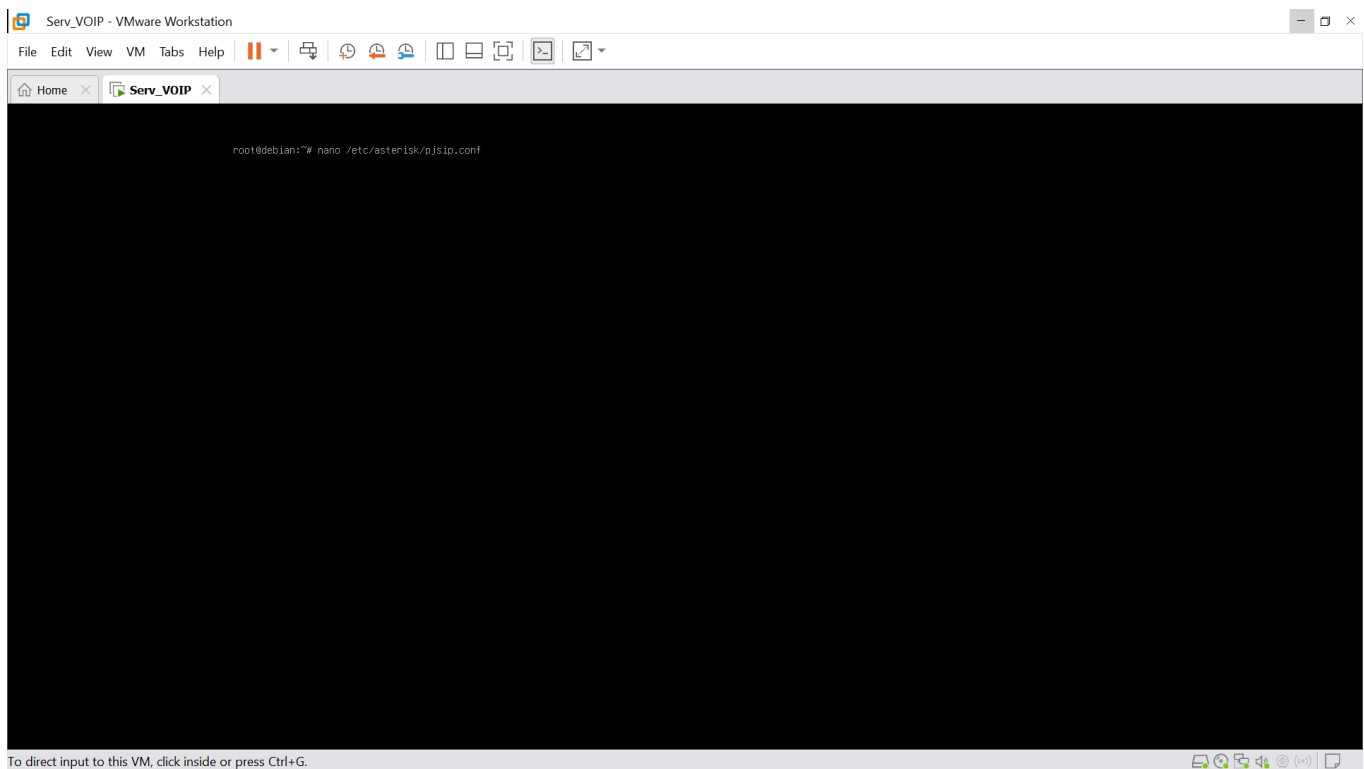 Serv_VOIP - VMware Workstation
File Edit View VM Tabs Help
Home Serv_VOIP
root@debian:~# nano /etc/asterisk/pjsip.conf
To direct input to this VM, click inside or press Ctrl+G.